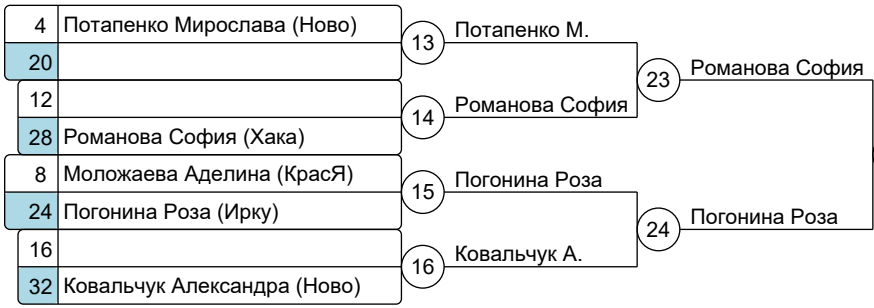 4 Потапенко Мирослава (Ново)
20
12
28 Романова София (Хака)
8 Моложаева Аделина (КрасЯ)
24 Погонина Роза (Ирку)
16
32 Ковальчук Александра (Ново)
13 Потапенко М.
14 Романова София
15 Погонина Роза
16 Ковальчук А.
23 Романова София
24 Погонина Роза